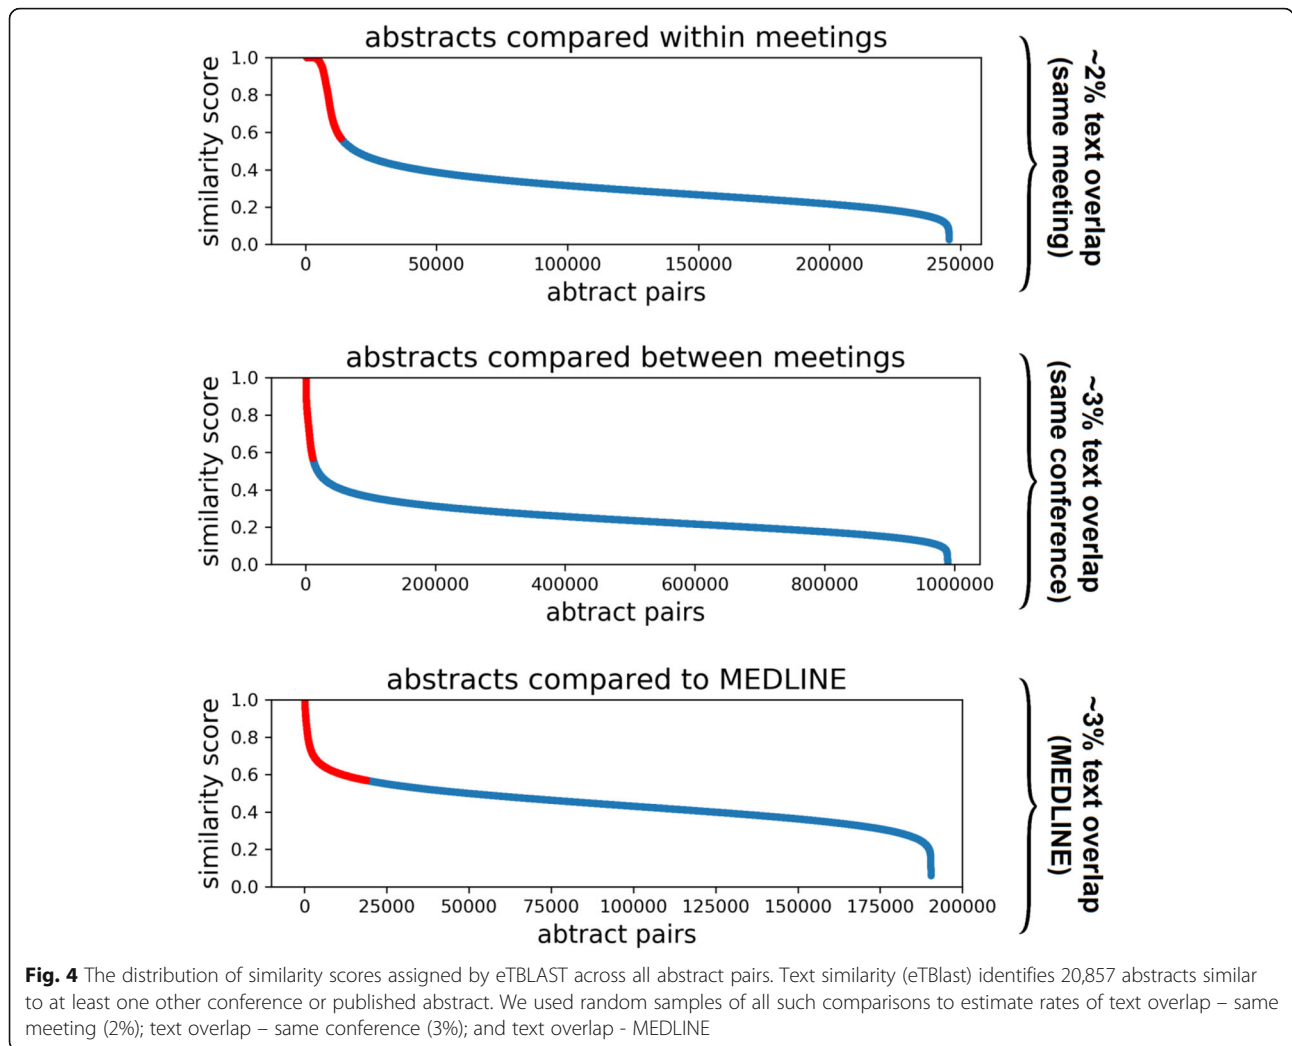 abstracts compared within meetings
similarity score
1.0
0.8
0.6
0.4
0.2
0.0
0 50000 100000 150000 200000 250000
abtract pairs
~2% text overlap
(same meeting)
abstracts compared between meetings
similarity score
1.0
0.8
0.6
0.4
0.2
0.0
0 200000 400000 600000 800000 1000000
abtract pairs
~3% text overlap
(same conference)
abstracts compared to MEDLINE
similarity score
1.0
0.8
0.6
0.4
0.2
0.0
0 25000 50000 75000 100000 125000 150000 175000 200000
abtract pairs
~3% text overlap
(MEDLINE)
Fig. 4 The distribution of similarity scores assigned by eTBLAST across all abstract pairs. Text similarity (eTBlast) identifies 20,857 abstracts similar
to at least one other conference or published abstract. We used random samples of all such comparisons to estimate rates of text overlap – same
meeting (2%); text overlap – same conference (3%); and text overlap - MEDLINE